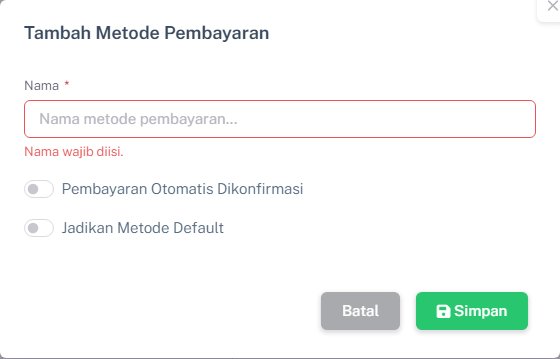 Tambah Metode Pembayaran
Nama *
Nama metode pembayaran...
Nama wajib diisi.
Pembayaran Otomatis Dikonfirmasi
Jadikan Metode Default
Batal
Simpan